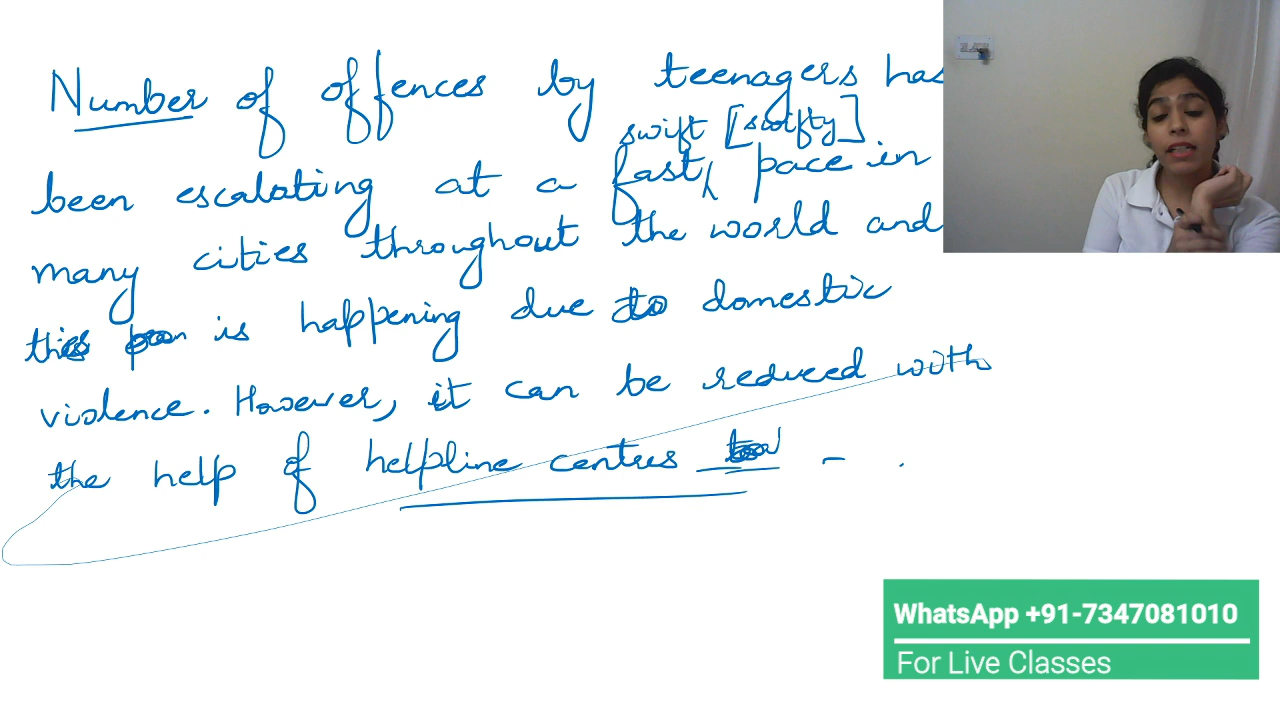 Number of offences by teenagers has
swift [swifty]
been escalating at a fast, pace in
many cities throughout the world and
this is happening due to domestic
violence. However, it can be reduced with
the help of helpline centres - .
WhatsApp +91-7347081010
For Live Classes